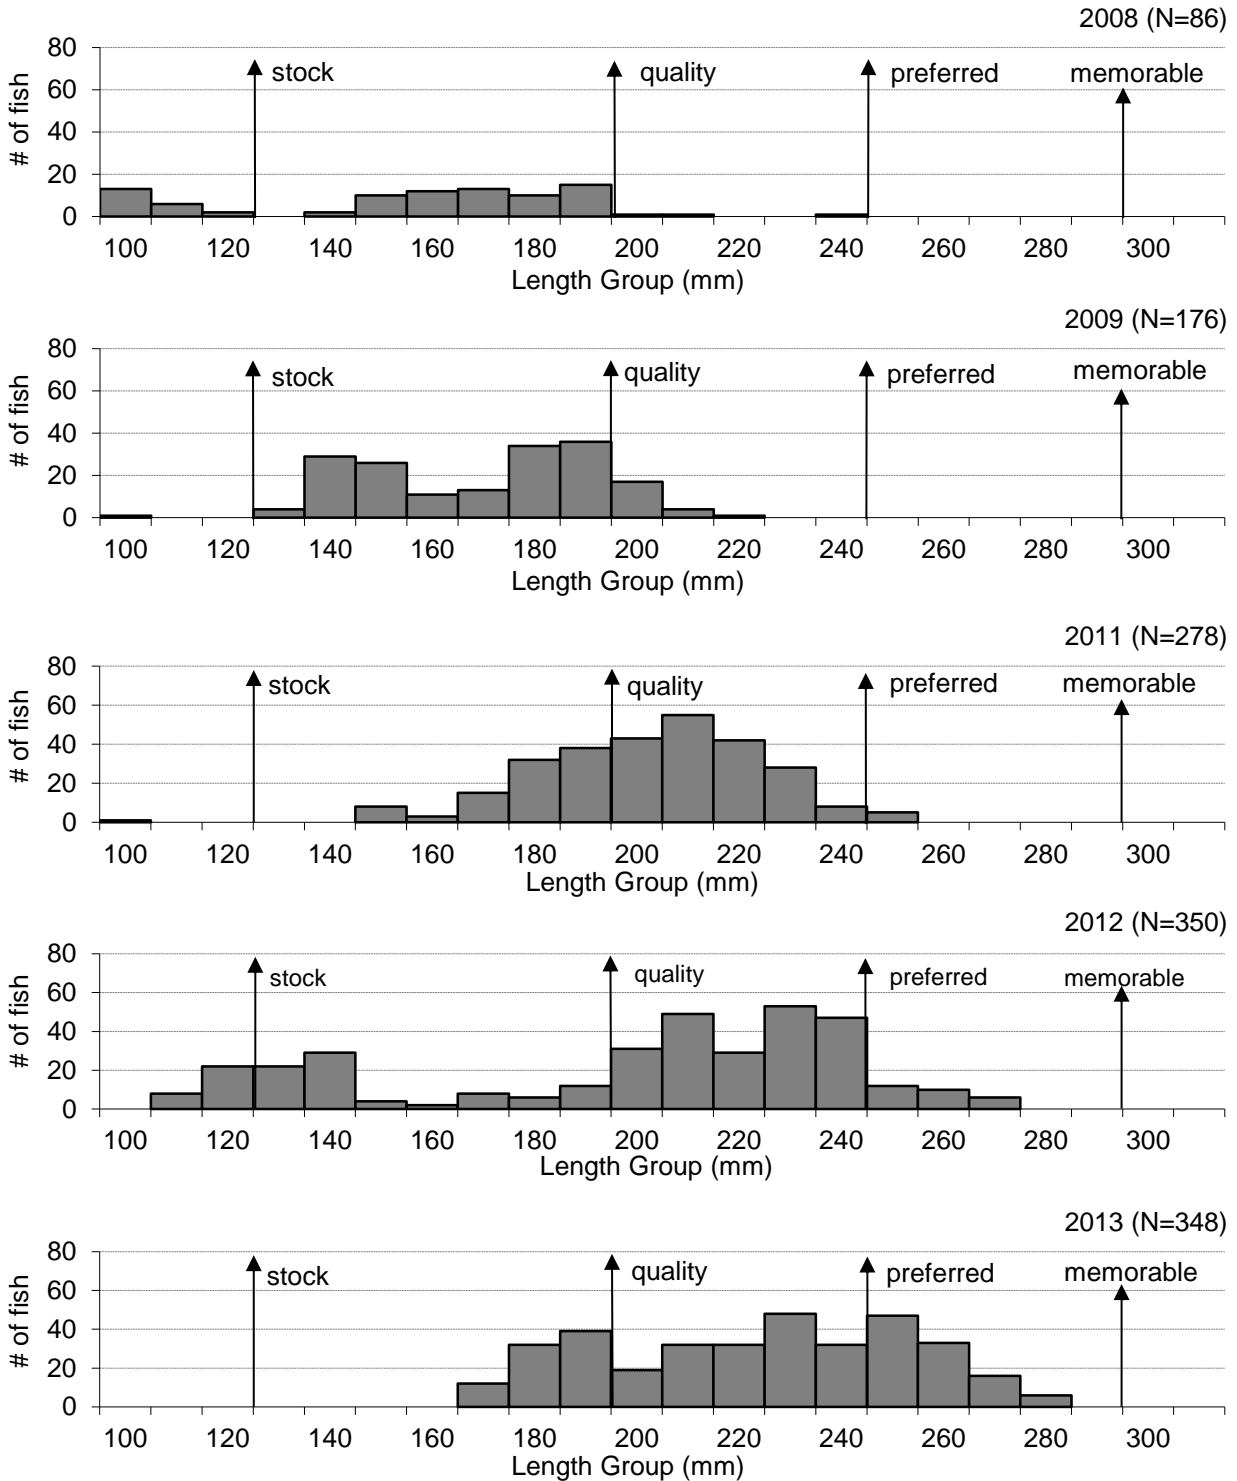 2008 (N=86)
80
60
40
20
0
# of fish
stock
quality
preferred
memorable
100 120 140 160 180 200 220 240 260 280 300
Length Group (mm)
2009 (N=176)
80
60
40
20
0
# of fish
stock
quality
preferred
memorable
100 120 140 160 180 200 220 240 260 280 300
Length Group (mm)
2011 (N=278)
80
60
40
20
0
# of fish
stock
quality
preferred
memorable
100 120 140 160 180 200 220 240 260 280 300
Length Group (mm)
2012 (N=350)
80
60
40
20
0
# of fish
stock
quality
preferred
memorable
100 120 140 160 180 200 220 240 260 280 300
Length Group (mm)
2013 (N=348)
80
60
40
20
0
# of fish
stock
quality
preferred
memorable
100 120 140 160 180 200 220 240 260 280 300
Length Group (mm)